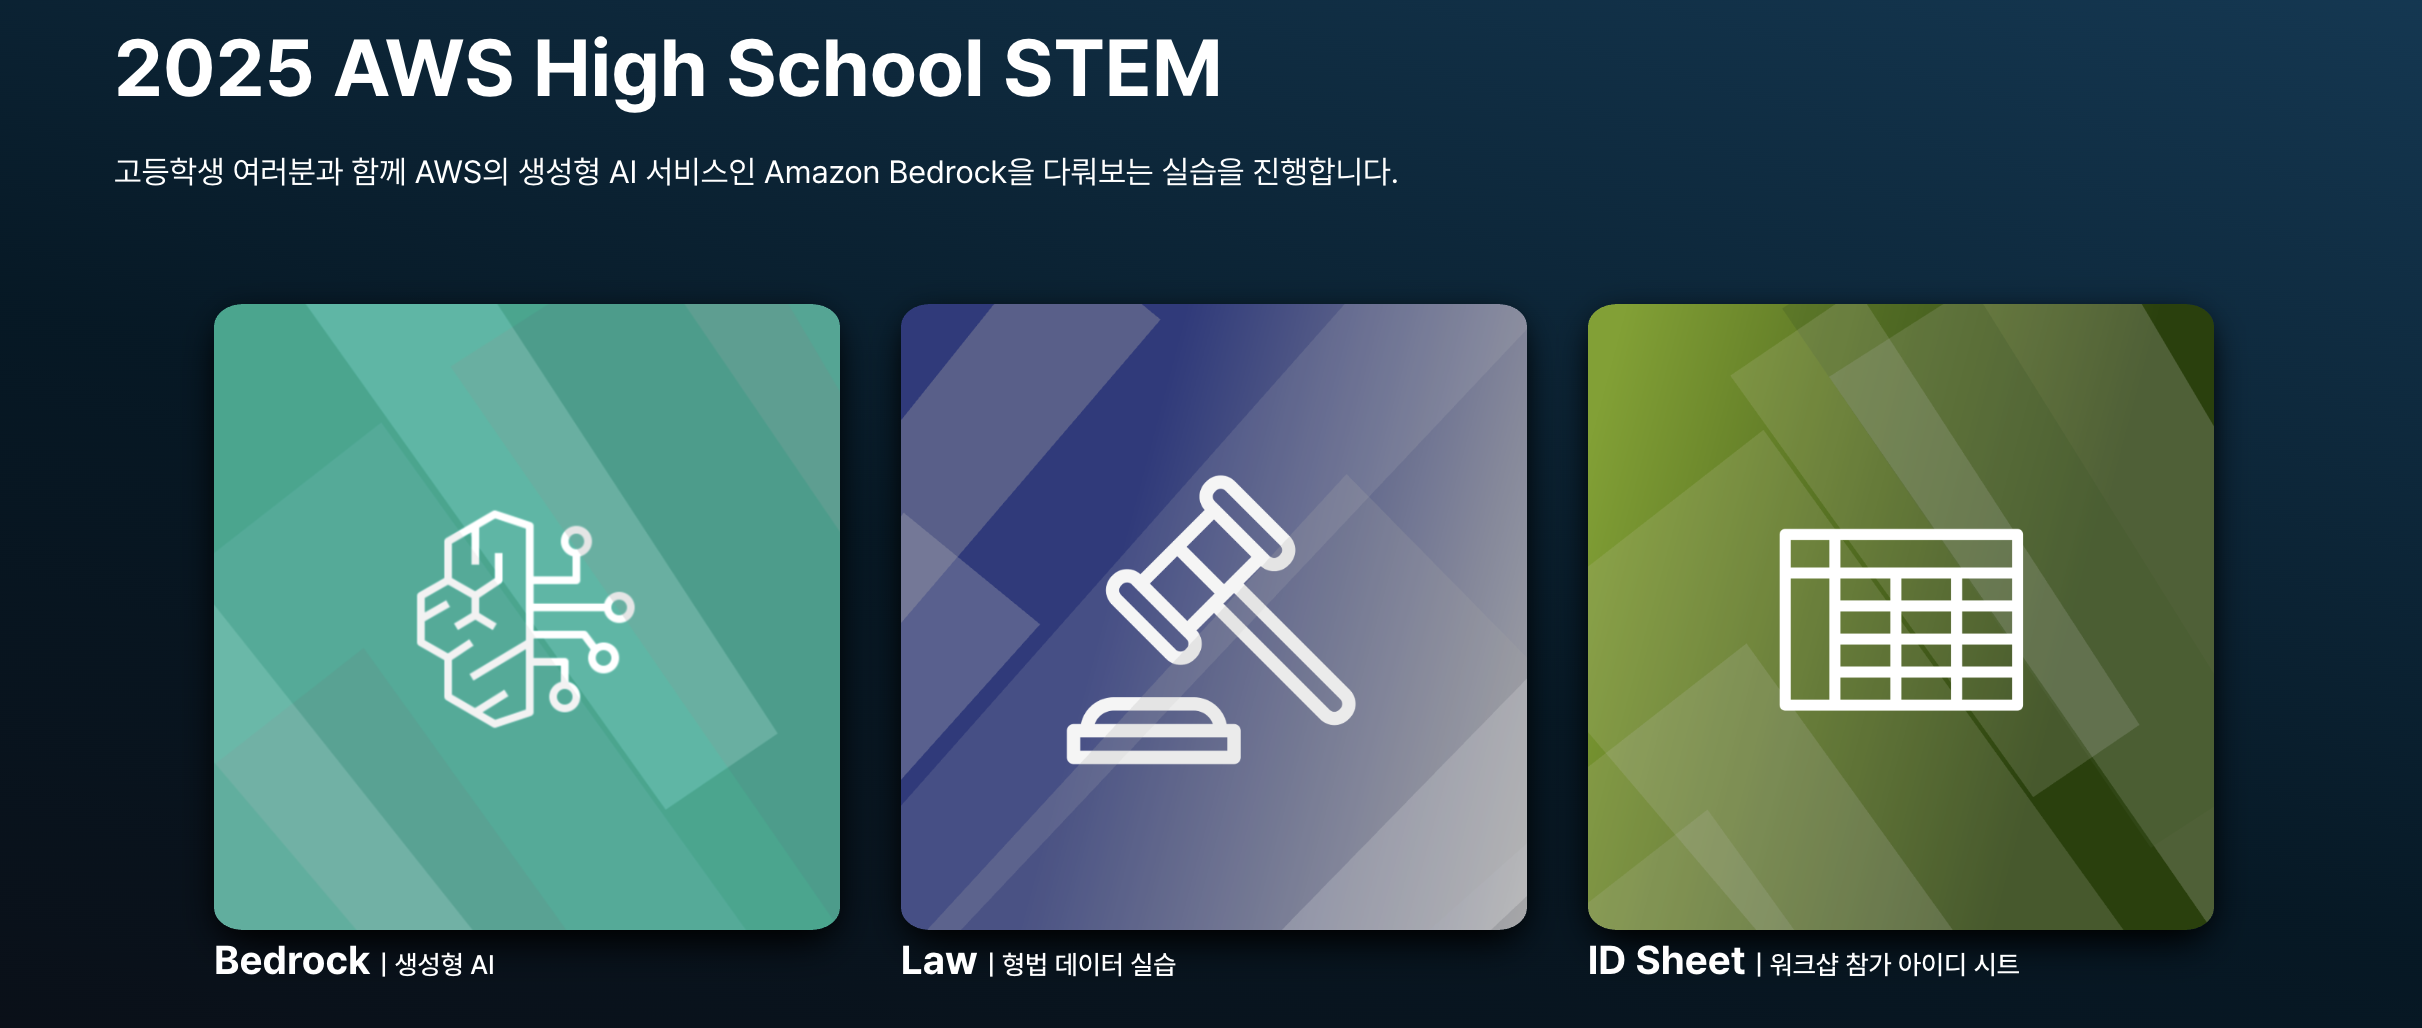 2025 AWS High School STEM
고등학생 여러분과 함께 AWS의 생성형 AI 서비스인 Amazon Bedrock을 다뤄보는 실습을 진행합니다.
Bedrock | 생성형 AI
Law | 형법 데이터 실습
ID Sheet | 워크샵 참가 아이디 시트